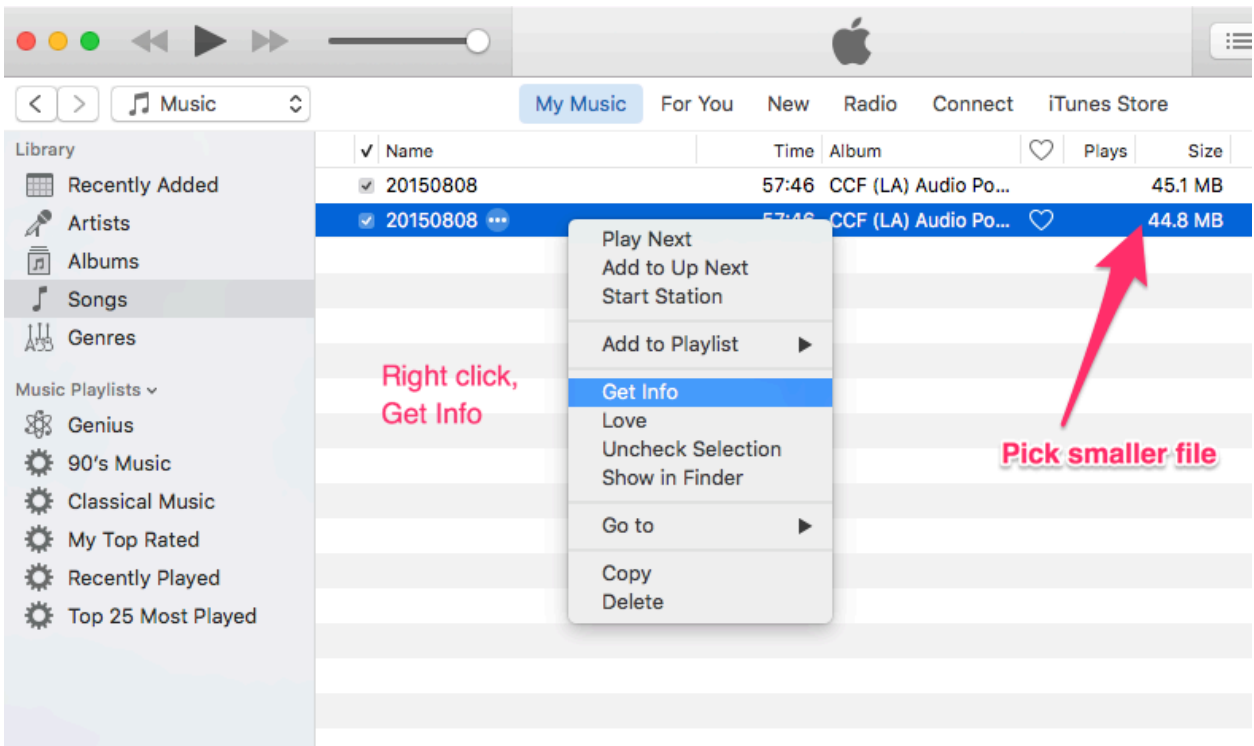 Music
My Music For You New Radio Connect iTunes Store
Library
Recently Added
Artists
Albums
Songs
Genres
Music Playlists
Genius
90's Music
Classical Music
My Top Rated
Recently Played
Top 25 Most Played
✓ Name Time Album Plays Size
20150808 57:46 CCF (LA) Audio Po... 45.1 MB
20150808 57:46 CCF (LA) Audio Po... 44.8 MB
Play Next
Add to Up Next
Start Station
Add to Playlist
Get Info
Love
Uncheck Selection
Show in Finder
Go to
Copy
Delete
Right click,
Get Info
Pick smaller file